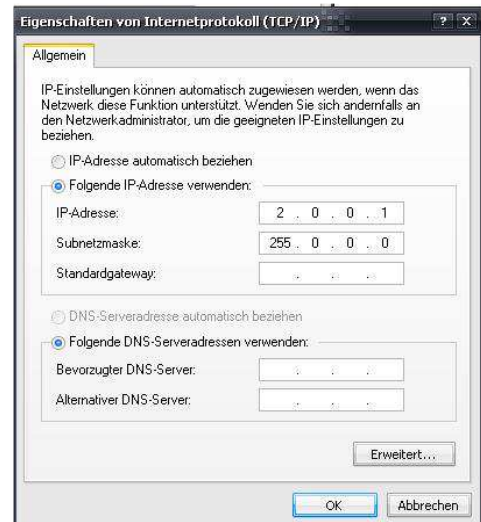 Eigenschaften von Internetprotokoll (TCP/IP)
Allgemein
IP-Einstellungen können automatisch zugewiesen werden, wenn das
Netzwerk diese Funktion unterstützt. Wenden Sie sich andernfalls an
den Netzwerkadministrator, um die geeigneten IP-Einstellungen zu
beziehen.
IP-Adresse automatisch beziehen
Folgende IP-Adresse verwenden:
IP-Adresse: 2 . 0 . 0 . 1
Subnetzmaske: 255 . 0 . 0 . 0
Standardgateway: . . .
DNS-Serveradresse automatisch beziehen
Folgende DNS-Serveradressen verwenden:
Bevorzugter DNS-Server: . . .
Alternativer DNS-Server: . . .
Erweitert...
OK Abbrechen